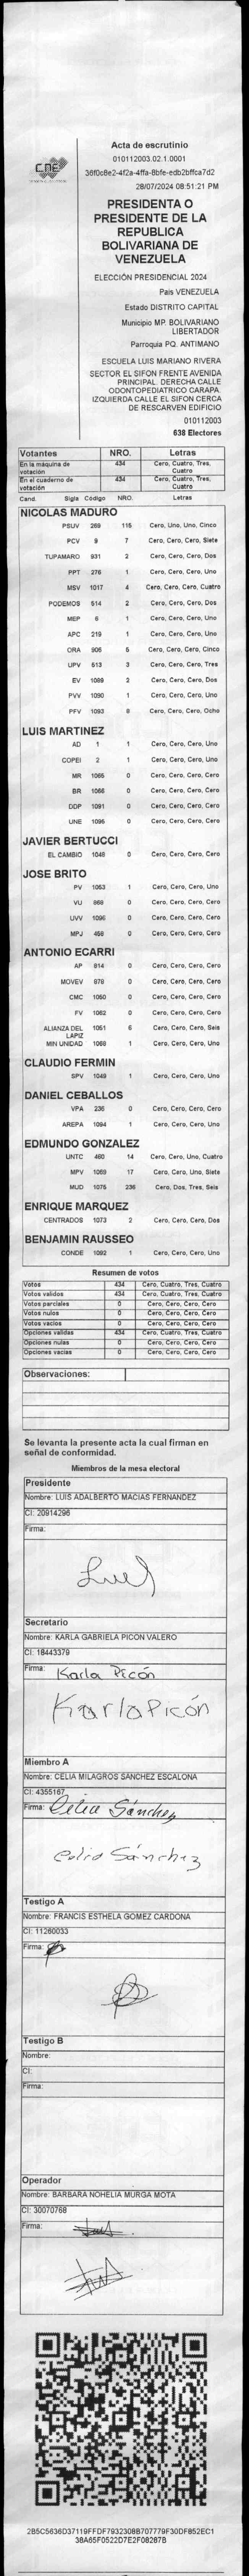 CNE
Acta de escrutinio
010112003.02.1.0001
36f0c8e2-4f2a-4ffa-8bfe-edb2bffca7d2
28/07/2024 08:51:21 PM
PRESIDENTA O
PRESIDENTE DE LA
REPUBLICA
BOLIVARIANA DE
VENEZUELA
ELECCIÓN PRESIDENCIAL 2024
Pais VENEZUELA
Estado DISTRITO CAPITAL
Municipio MP. BOLIVARIANO
LIBERTADOR
Parroquia PQ. ANTIMANO
ESCUELA LUIS MARIANO RIVERA
SECTOR EL SIFON FRENTE AVENIDA
PRINCIPAL. DERECHA CALLE
ODONTOPEDIATRICO CARAPA.
IZQUIERDA CALLE EL SIFON CERCA
DE RESCARVEN EDIFICIO
010112003
638 Electores
Votantes NRO. Letras
En la máquina de votación 434 Cero, Cuatro, Tres, Cuatro
En el cuaderno de votación 434 Cero, Cuatro, Tres, Cuatro
Cand. Sigla Código NRO. Letras
NICOLAS MADURO
PSUV 269 115 Cero, Uno, Uno, Cinco
PCV 9 7 Cero, Cero, Cero, Siete
TUPAMARO 931 2 Cero, Cero, Cero, Dos
PPT 276 1 Cero, Cero, Cero, Uno
MSV 1017 4 Cero, Cero, Cero, Cuatro
PODEMOS 514 2 Cero, Cero, Cero, Dos
MEP 6 1 Cero, Cero, Cero, Uno
APC 219 1 Cero, Cero, Cero, Uno
ORA 906 5 Cero, Cero, Cero, Cinco
UPV 513 3 Cero, Cero, Cero, Tres
EV 1089 2 Cero, Cero, Cero, Dos
PVV 1090 1 Cero, Cero, Cero, Uno
PFV 1093 8 Cero, Cero, Cero, Ocho
LUIS MARTINEZ
AD 1 1 Cero, Cero, Cero, Uno
COPEI 2 1 Cero, Cero, Cero, Uno
MR 1065 0 Cero, Cero, Cero, Cero
BR 1066 0 Cero, Cero, Cero, Cero
DDP 1091 0 Cero, Cero, Cero, Cero
UNE 1095 0 Cero, Cero, Cero, Cero
JAVIER BERTUCCI
EL CAMBIO 1048 0 Cero, Cero, Cero, Cero
JOSE BRITO
PV 1053 1 Cero, Cero, Cero, Uno
VU 868 0 Cero, Cero, Cero, Cero
UVV 1096 0 Cero, Cero, Cero, Cero
MPJ 458 0 Cero, Cero, Cero, Cero
ANTONIO ECARRI
AP 814 0 Cero, Cero, Cero, Cero
MOVEV 878 0 Cero, Cero, Cero, Cero
CMC 1050 0 Cero, Cero, Cero, Cero
FV 1062 0 Cero, Cero, Cero, Cero
ALIANZA DEL LAPIZ 1051 6 Cero, Cero, Cero, Seis
MIN UNIDAD 1098 1 Cero, Cero, Cero, Uno
CLAUDIO FERMIN
SPV 1049 1 Cero, Cero, Cero, Uno
DANIEL CEBALLOS
VPA 236 0 Cero, Cero, Cero, Cero
AREPA 1094 1 Cero, Cero, Cero, Uno
EDMUNDO GONZALEZ
UNTC 460 14 Cero, Cero, Uno, Cuatro
MPV 1069 17 Cero, Cero, Uno, Siete
MUD 1075 236 Cero, Dos, Tres, Seis
ENRIQUE MARQUEZ
CENTRADOS 1073 2 Cero, Cero, Cero, Dos
BENJAMIN RAUSSEO
CONDE 1092 1 Cero, Cero, Cero, Uno
Resumen de votos
Votos 434 Cero, Cuatro, Tres, Cuatro
Votos validos 434 Cero, Cuatro, Tres, Cuatro
Votos parciales 0 Cero, Cero, Cero, Cero
Votos nulos 0 Cero, Cero, Cero, Cero
Votos vacios 0 Cero, Cero, Cero, Cero
Opciones validas 434 Cero, Cuatro, Tres, Cuatro
Opciones nulas 0 Cero, Cero, Cero, Cero
Opciones vacias 0 Cero, Cero, Cero, Cero
Observaciones:
Se levanta la presente acta la cual firman en
señal de conformidad.
Miembros de la mesa electoral
Presidente
Nombre: LUIS ADALBERTO MACIAS FERNANDEZ
CI: 20914296
Firma:
Luis
Secretario
Nombre: KARLA GABRIELA PICON VALERO
CI: 18443379
Firma: Karla Picón
Karla Picón
Miembro A
Nombre: CELIA MILAGROS SANCHEZ ESCALONA
CI: 4355167
Firma: Celia Sánchez
Celia Sánchez
Testigo A
Nombre: FRANCIS ESTHELA GOMEZ CARDONA
CI: 11260033
Firma:
Testigo B
Nombre:
CI:
Firma:
Operador
Nombre: BARBARA NOHELIA MURGA MOTA
CI: 30070768
Firma:
2B5C5636D37119FFDF7932308B707779F30DF852EC1
38A65F0522D7E2F08287B